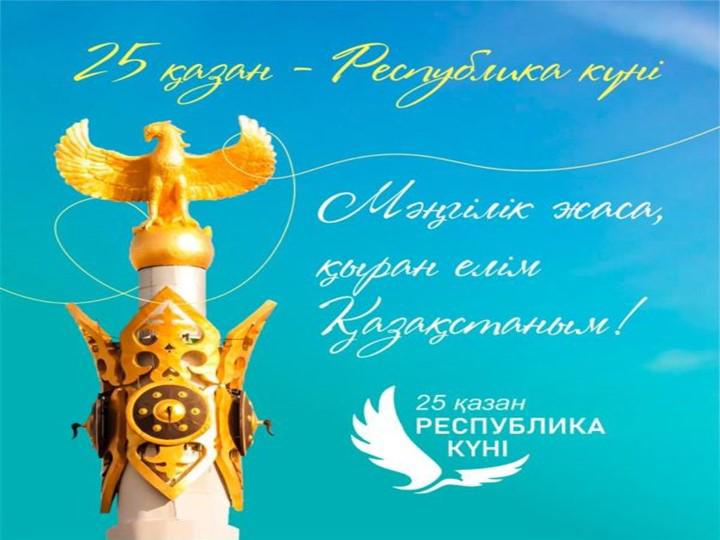 25 қазан - Республика күні
Мәңгілік жаса,
қыран елім
Қазақстаным!
25 қазан
РЕСПУБЛИКА
КҮНІ